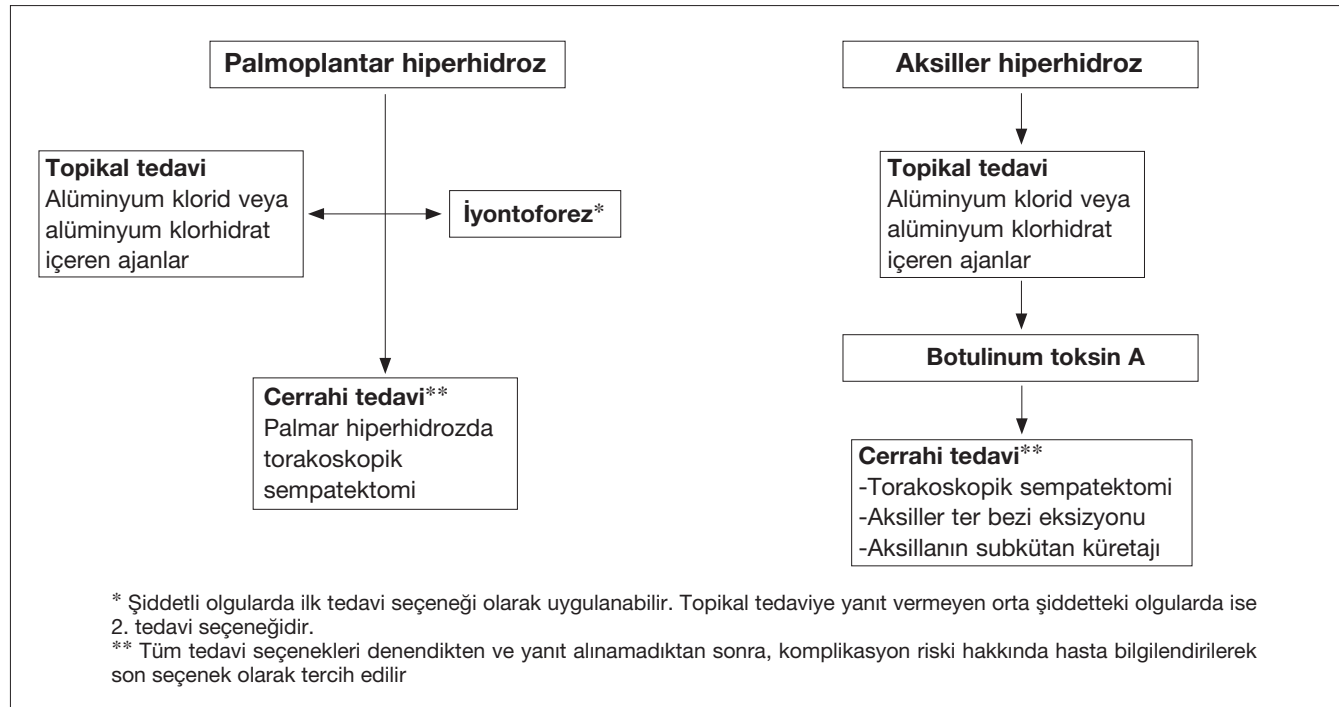 Palmoplantar hiperhidroz
Topikal tedavi
Alüminyum klorid veya
alüminyum klorhidrat
içeren ajanlar
İyontoforez*
Cerrahi tedavi**
Palmar hiperhidrozda
torakoskopik
sempatektomi
Aksiller hiperhidroz
Topikal tedavi
Alüminyum klorid veya
alüminyum klorhidrat
içeren ajanlar
Botulinum toksin A
Cerrahi tedavi**
-Torakoskopik sempatektomi
-Aksiller ter bezi eksizyonu
-Aksillanın subkütan küretajı
* Şiddetli olgularda ilk tedavi seçeneği olarak uygulanabilir. Topikal tedaviye yanıt vermeyen orta şiddetteki olgularda ise
2. tedavi seçeneğidir.
** Tüm tedavi seçenekleri denendikten ve yanıt alınamadıktan sonra, komplikasyon riski hakkında hasta bilgilendirilerek
son seçenek olarak tercih edilir